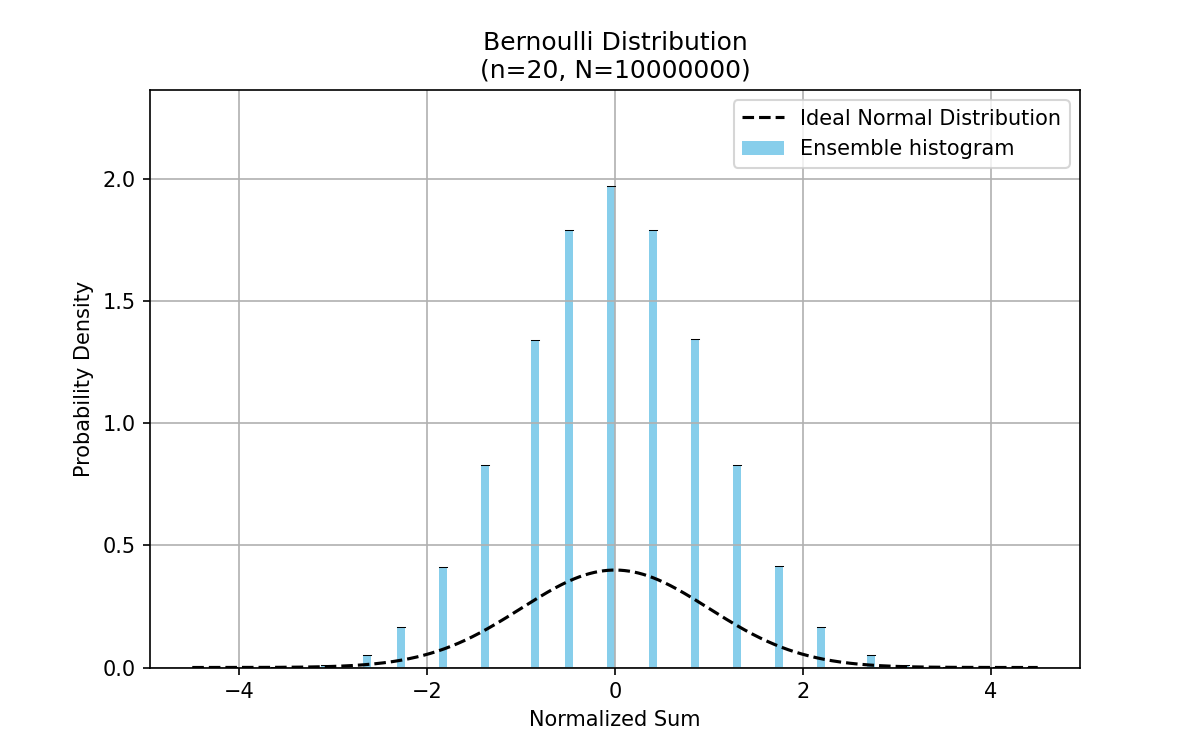 Bernoulli Distribution
(n=20, N=10000000)
Ideal Normal Distribution
Ensemble histogram
Probability Density
2.0
1.5
1.0
0.5
0.0
−4
−2
0
2
4
Normalized Sum